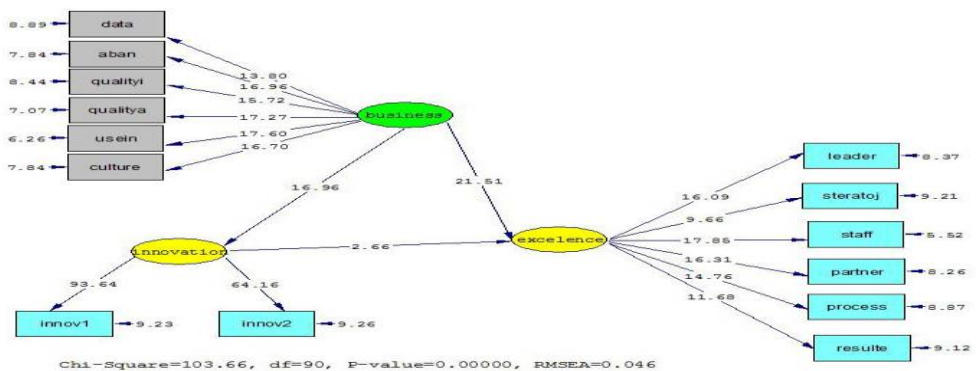 8.89 data
7.84 aban
8.44 qualityi
7.07 qualitya
6.26 usein
7.84 culture
13.80
16.96
15.72
17.27
17.60
16.70
business
16.96
21.51
innovation
2.66
excelence
93.64
64.16
innov1 9.23
innov2 9.26
16.09
9.66
17.85
16.31
14.76
11.68
leader 8.37
steratoj 9.21
staff 5.52
partner 8.26
process 8.87
resulte 9.12
Chi-Square=103.66, df=90, P-value=0.00000, RMSEA=0.046